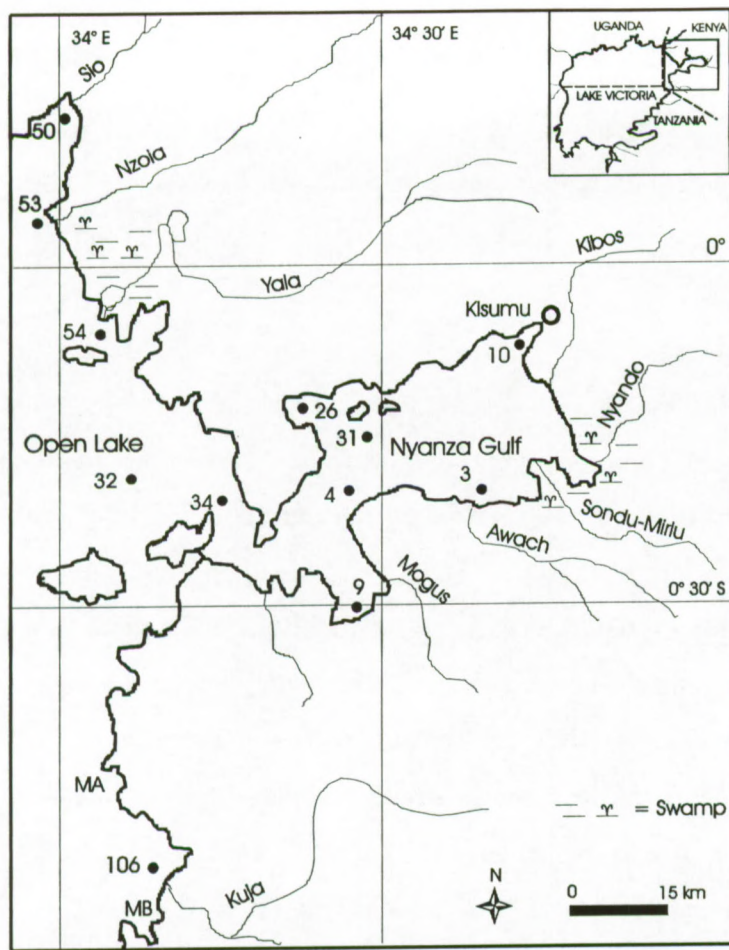 34° E
34° 30' E
UGANDA
KENYA
LAKE VICTORIA
TANZANIA
Sio
50
Nzoia
53
Yala
Kibos
0°
Kisumu
54
10
26
Nyando
31
Open Lake
Nyanza Gulf
32
34
4
3
Sondu-Miriu
Awach
Mogus
0° 30' S
9
MA
= Swamp
106
N
0
15 km
Kuja
MB